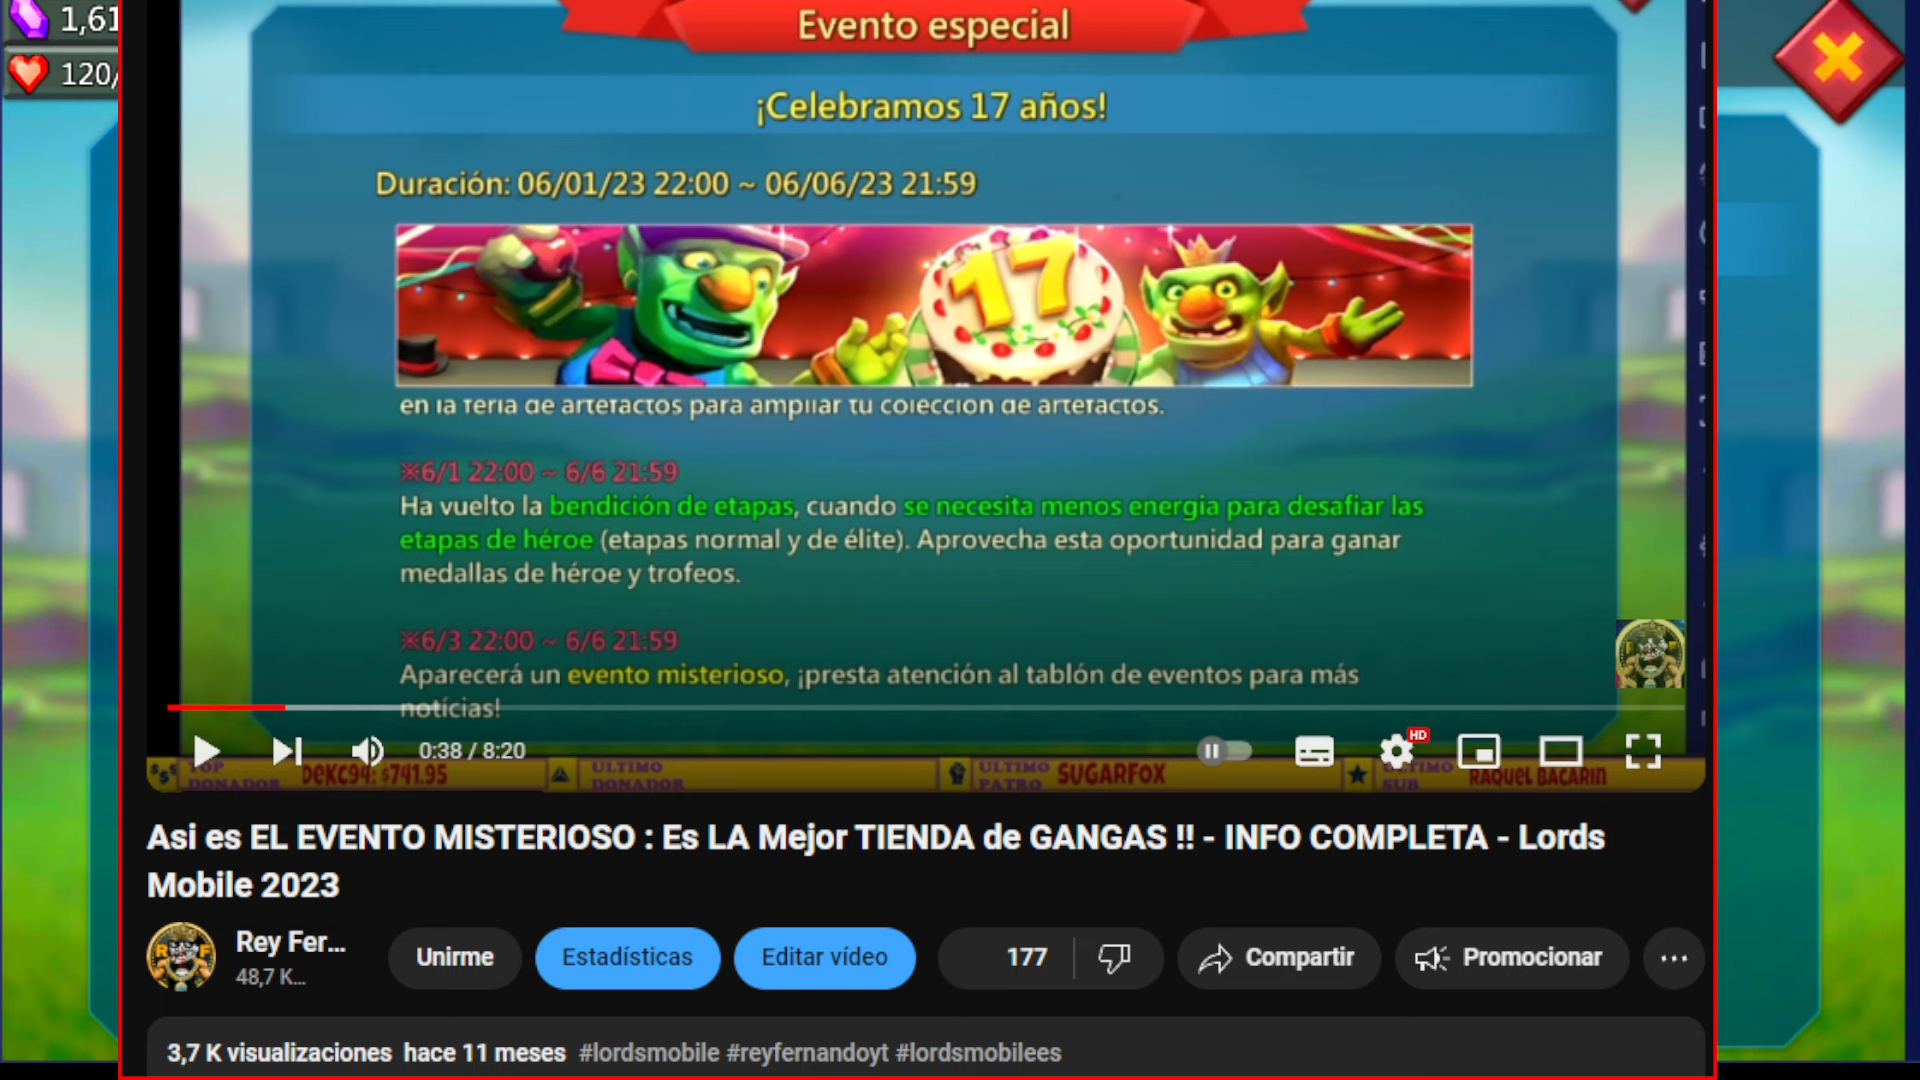 1,61
120/
Evento especial
¡Celebramos 17 años!
Duración: 06/01/23 22:00 ~ 06/06/23 21:59
17
en la feria de artefactos para ampliar tu colección de artefactos.
※6/1 22:00 ~ 6/6 21:59
Ha vuelto la bendición de etapas, cuando se necesita menos energia para desafiar las
etapas de héroe (etapas normal y de élite). Aprovecha esta oportunidad para ganar
medallas de héroe y trofeos.
※6/3 22:00 ~ 6/6 21:59
Aparecerá un evento misterioso, ¡presta atención al tablón de eventos para más
notícias!
0:38 / 8:20
HD
TOP
DONADOR
DeKC94: $741.95
ULTIMO
DONADOR
ULTIMO
PATRO
SUGARFOX
ULTIMO
SUB
RAQUEL BACARIN
Asi es EL EVENTO MISTERIOSO : Es LA Mejor TIENDA de GANGAS !! - INFO COMPLETA - Lords
Mobile 2023
RF
Rey Fer...
48,7 K...
Unirme
Estadísticas
Editar vídeo
177
Compartir
Promocionar
3,7 K visualizaciones hace 11 meses #lordsmobile #reyfernandoyt #lordsmobilees